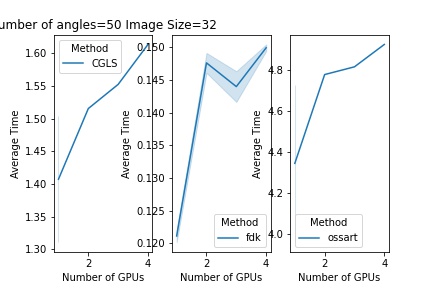 umber of angles=50 Image Size=32
Method
CGLS
1.60
1.55
1.50
1.45
1.40
1.35
1.30
Average Time
2
4
Number of GPUs
0.150
0.145
0.140
0.135
0.130
0.125
0.120
Average Time
Method
fdk
2
4
Number of GPUs
4.8
4.6
4.4
4.2
4.0
Average Time
Method
ossart
2
4
Number of GPUs